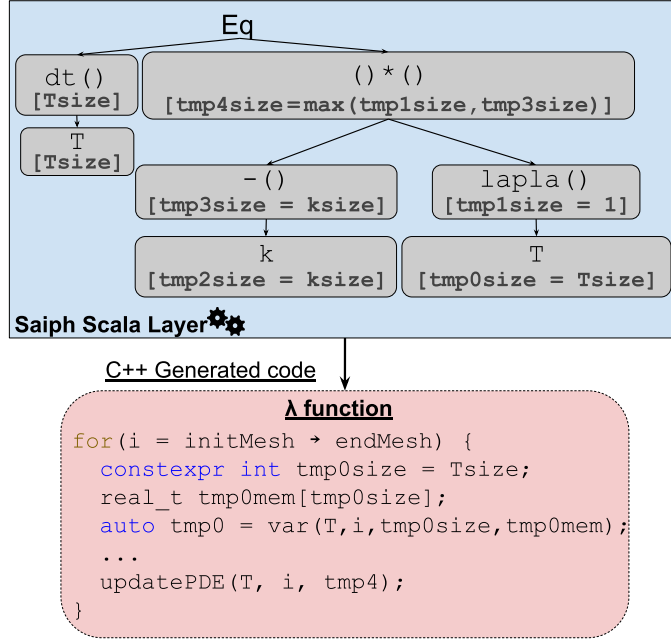 Eq
dt()
[Tsize]
()*()
[tmp4size=max(tmp1size,tmp3size)]
T
[Tsize]
-()
[tmp3size = ksize]
lapla()
[tmp1size = 1]
k
[tmp2size = ksize]
T
[tmp0size = Tsize]
Saiph Scala Layer
C++ Generated code
λ function
for(i = initMesh → endMesh) {
constexpr int tmp0size = Tsize;
real_t tmp0mem[tmp0size];
auto tmp0 = var(T,i,tmp0size,tmp0mem);
...
updatePDE(T, i, tmp4);
}